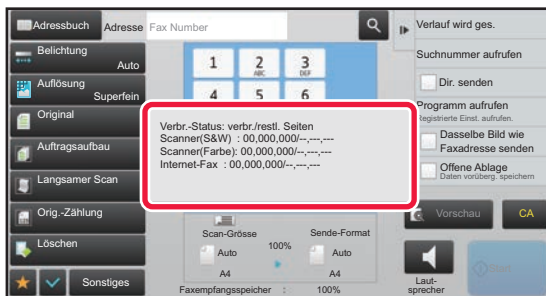 Adressbuch
Adresse
Fax Number
Verlauf wird ges.
Belichtung
Auto
Suchnummer aufrufen
1
2
ABC
3
DEF
Auflösung
Superfein
Dir. senden
4
5
6
Programm aufrufen
Registrierte Einst. aufrufen.
Original
Verbr.-Status: verbr./restl. Seiten
Scanner(S&W) : 00,000,000/--,---,---
Scanner(Farbe): 00,000,000/--,---,---
Internet-Fax : 00,000,000/--,---,---
Dasselbe Bild wie
Faxadresse senden
Auftragsaufbau
Offene Ablage
Daten vorüberg. speichern
Langsamer Scan
Orig.-Zählung
Vorschau
CA
Scan-Grösse
Sende-Format
Löschen
100%
Auto
Auto
A4
A4
Start
Sonstiges
Laut-
sprecher
Faxempfangsspeicher : 100%